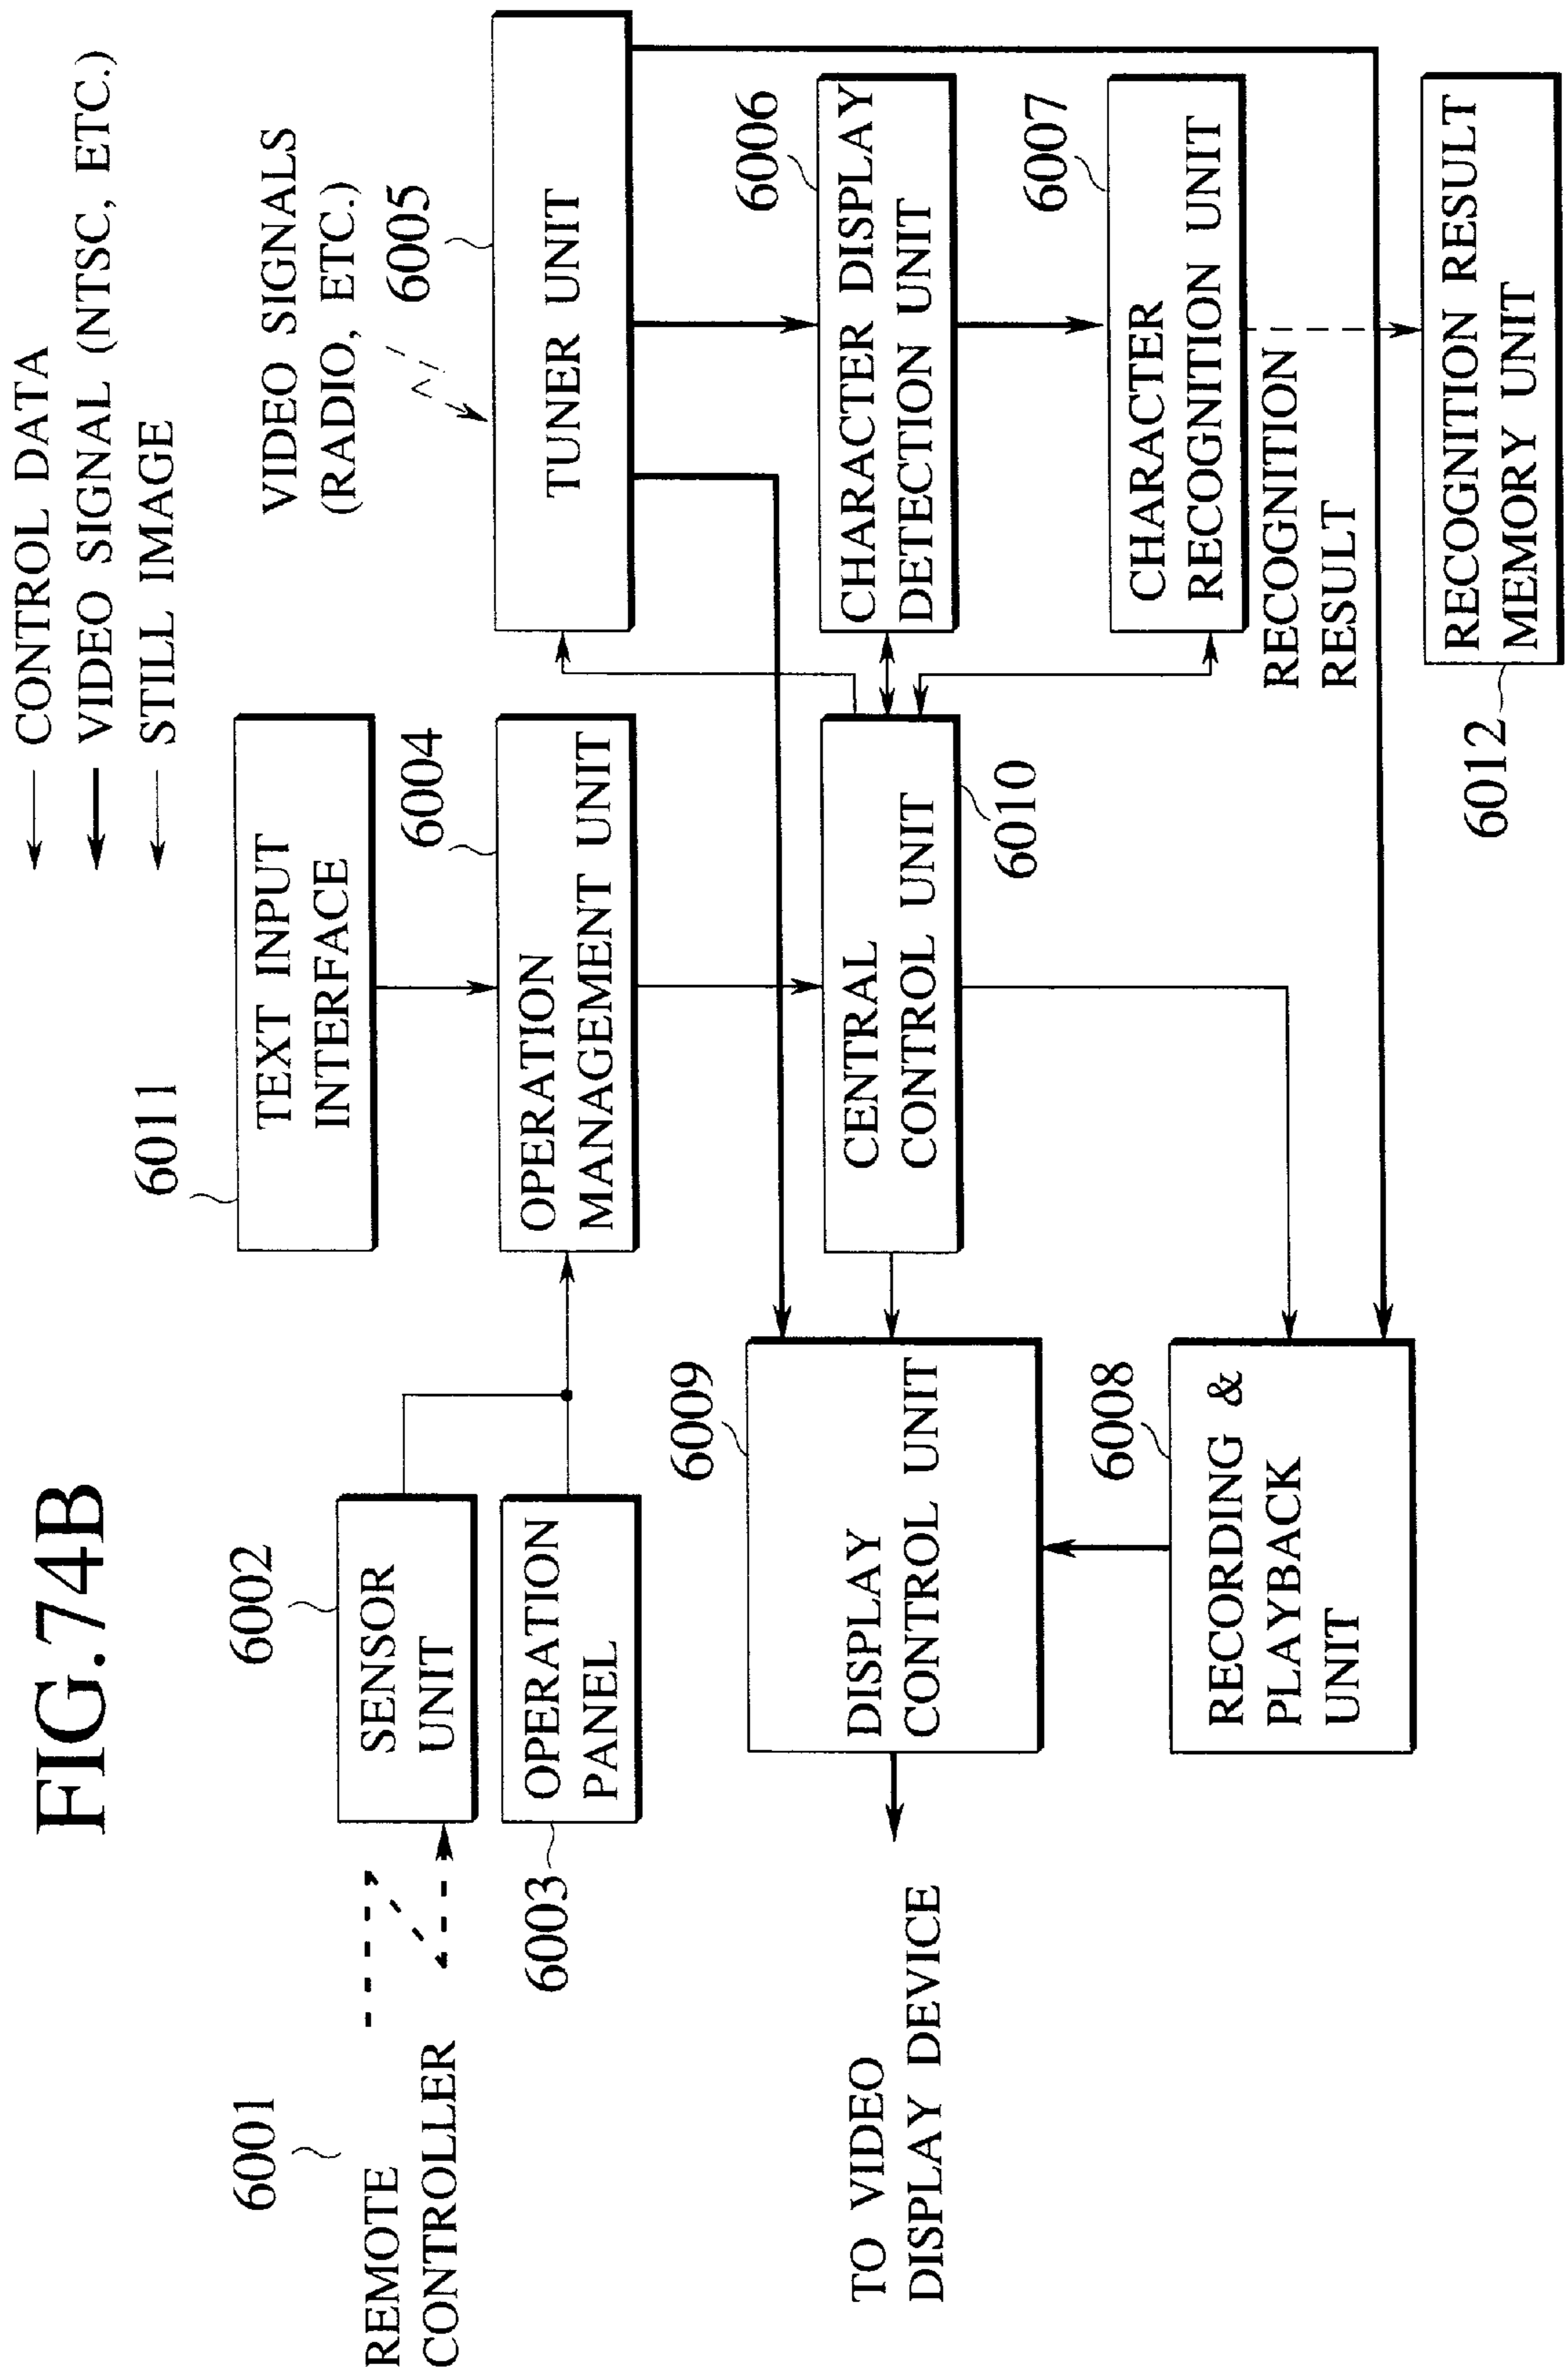 FIG.74B
CONTROL DATA
VIDEO SIGNAL (NTSC, ETC.)
STILL IMAGE
6001
REMOTE
CONTROLLER
6002
SENSOR
UNIT
6003
OPERATION
PANEL
6011
TEXT INPUT
INTERFACE
6004
OPERATION
MANAGEMENT UNIT
VIDEO SIGNALS
(RADIO, ETC.)
6005
TUNER UNIT
TO VIDEO
DISPLAY DEVICE
6009
DISPLAY
CONTROL UNIT
CENTRAL
CONTROL UNIT
6010
6006
CHARACTER DISPLAY
DETECTION UNIT
6007
CHARACTER
RECOGNITION UNIT
6008
RECORDING &
PLAYBACK
UNIT
RECOGNITION
RESULT
6012
RECOGNITION RESULT
MEMORY UNIT